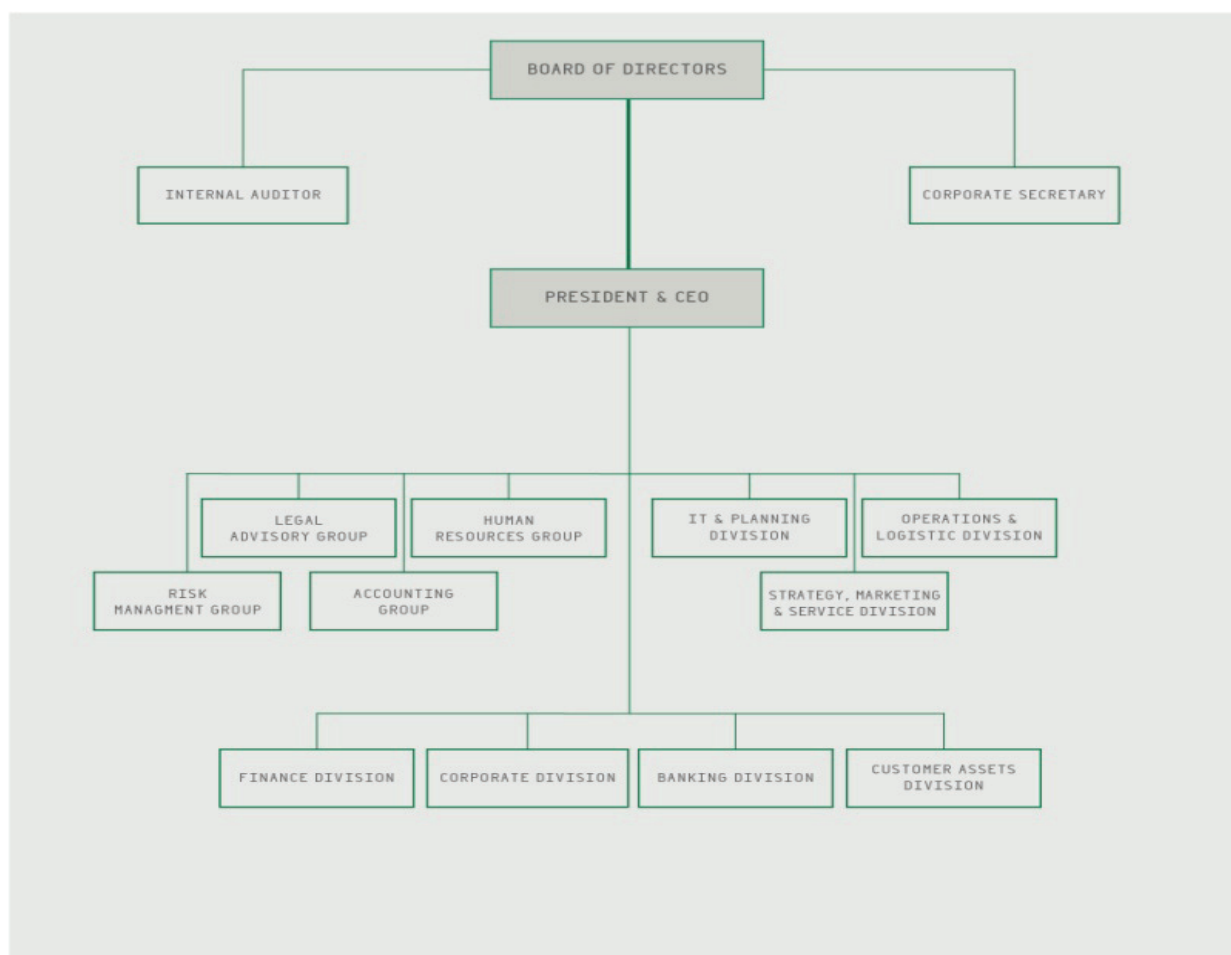 BOARD OF DIRECTORS
INTERNAL AUDITOR
CORPORATE SECRETARY
PRESIDENT & CEO
LEGAL
ADVISORY GROUP
HUMAN
RESOURCES GROUP
IT & PLANNING
DIVISION
OPERATIONS &
LOGISTIC DIVISION
RISK
MANAGMENT GROUP
ACCOUNTING
GROUP
STRATEGY, MARKETING
& SERVICE DIVISION
FINANCE DIVISION
CORPORATE DIVISION
BANKING DIVISION
CUSTOMER ASSETS
DIVISION